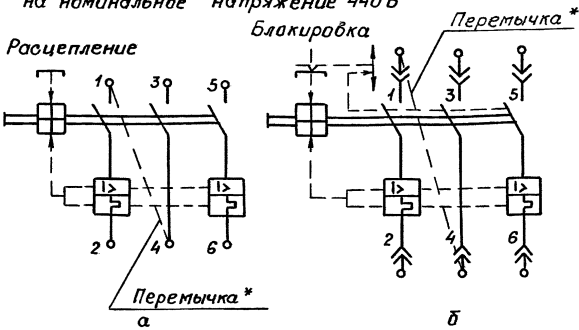 на номинальное напряжение 440 В
Перемычка *
Блокировка
Расцепление
1 3 5
1 3 5
I> I>
I> I>
2 4 6
2 4 6
Перемычка *
а б